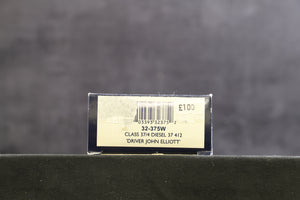 £100
32-375W
CLASS 37/4 DIESEL 37 412
'DRIVER JOHN ELLIOTT'